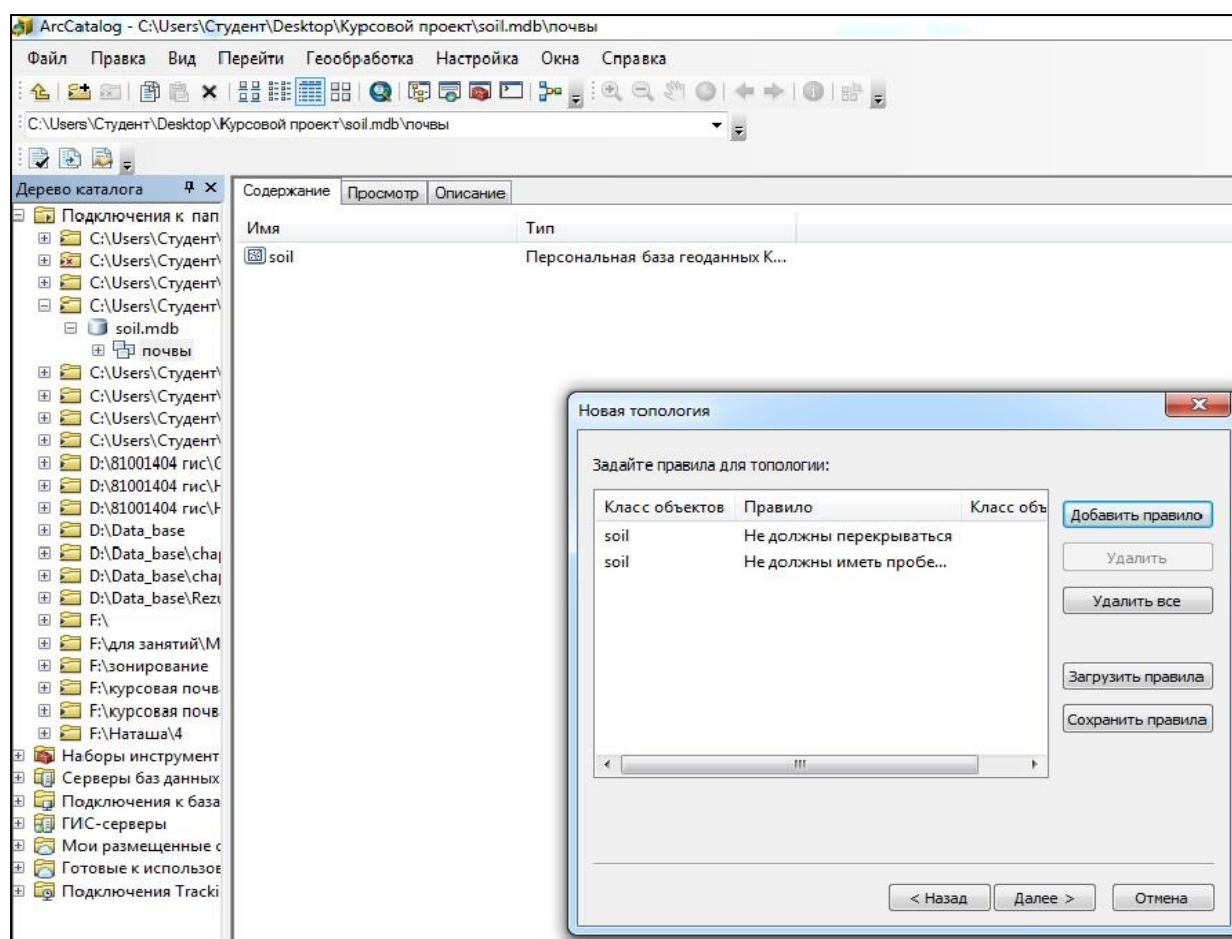 ArcCatalog - C:\Users\Студент\Desktop\Курсовой проект\soil.mdb\почвы
Файл Правка Вид Перейти Геообработка Настройка Окна Справка
C:\Users\Студент\Desktop\Курсовой проект\soil.mdb\почвы
Дерево каталога
Подключения к пап
C:\Users\Студент\
C:\Users\Студент\
C:\Users\Студент\
C:\Users\Студент\
soil.mdb
почвы
C:\Users\Студент\
C:\Users\Студент\
C:\Users\Студент\
C:\Users\Студент\
D:\81001404 гис\
D:\81001404 гис\
D:\81001404 гис\
D:\Data_base
D:\Data_base\chap
D:\Data_base\chap
D:\Data_base\Rezu
F:\
F:\для занятий\М
F:\зонирование
F:\курсовая почв
F:\курсовая почв
F:\Наташа\4
Наборы инструмент
Серверы баз данных
Подключения к база
ГИС-серверы
Мои размещенные с
Готовые к использов
Подключения Tracki
Содержание Просмотр Описание
Имя Тип
soil Персональная база геоданных К...
Новая топология
Задайте правила для топологии:
Класс объектов Правило Класс объ
soil Не должны перекрываться
soil Не должны иметь пробе...
Добавить правило
Удалить
Удалить все
Загрузить правила
Сохранить правила
< Назад Далее > Отмена